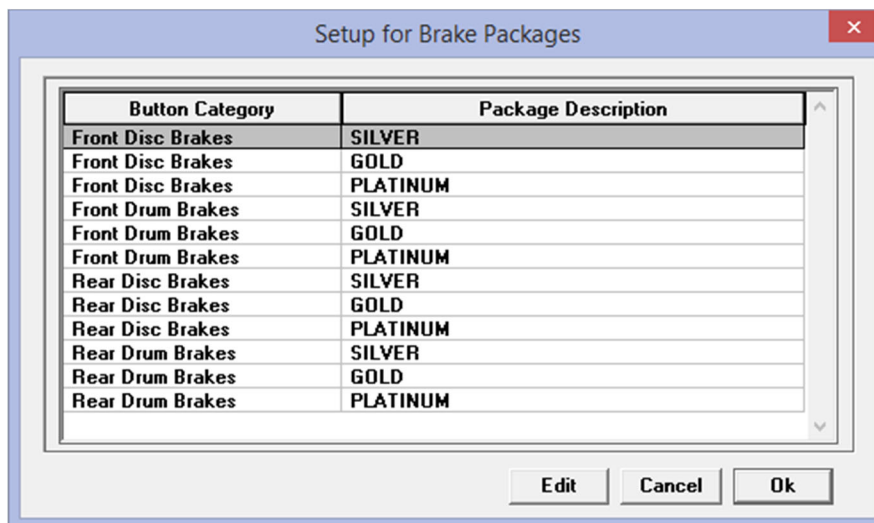 Setup for Brake Packages
Button Category Package Description
Front Disc Brakes SILVER
Front Disc Brakes GOLD
Front Disc Brakes PLATINUM
Front Drum Brakes SILVER
Front Drum Brakes GOLD
Front Drum Brakes PLATINUM
Rear Disc Brakes SILVER
Rear Disc Brakes GOLD
Rear Disc Brakes PLATINUM
Rear Drum Brakes SILVER
Rear Drum Brakes GOLD
Rear Drum Brakes PLATINUM
Edit Cancel Ok